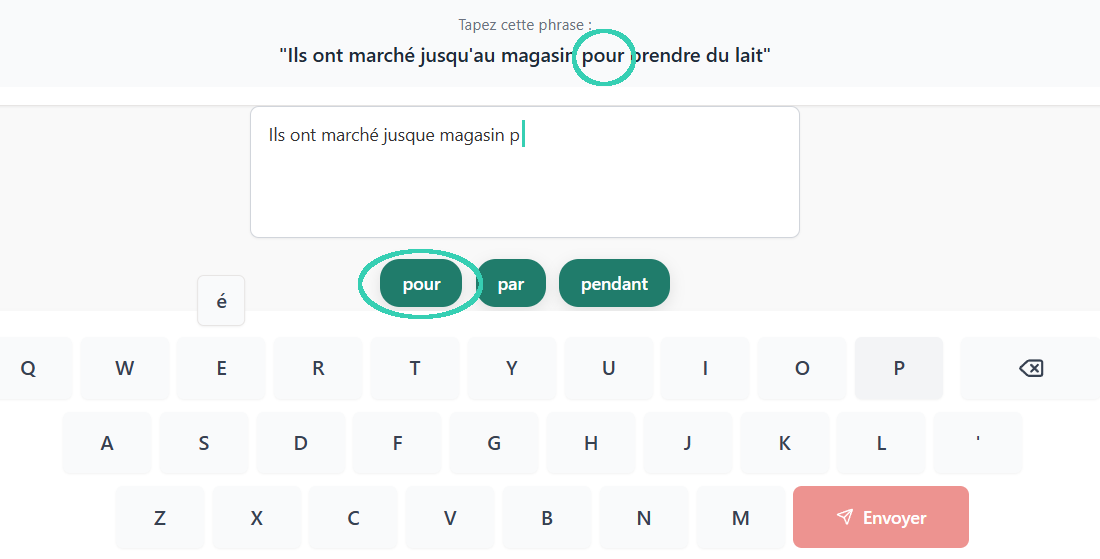 Tapez cette phrase :
"Ils ont marché jusqu'au magasin pour prendre du lait"
Ils ont marché jusque magasin p
pour par pendant
é
Q W E R T Y U I O P
A S D F G H J K L '
Z X C V B N M Envoyer